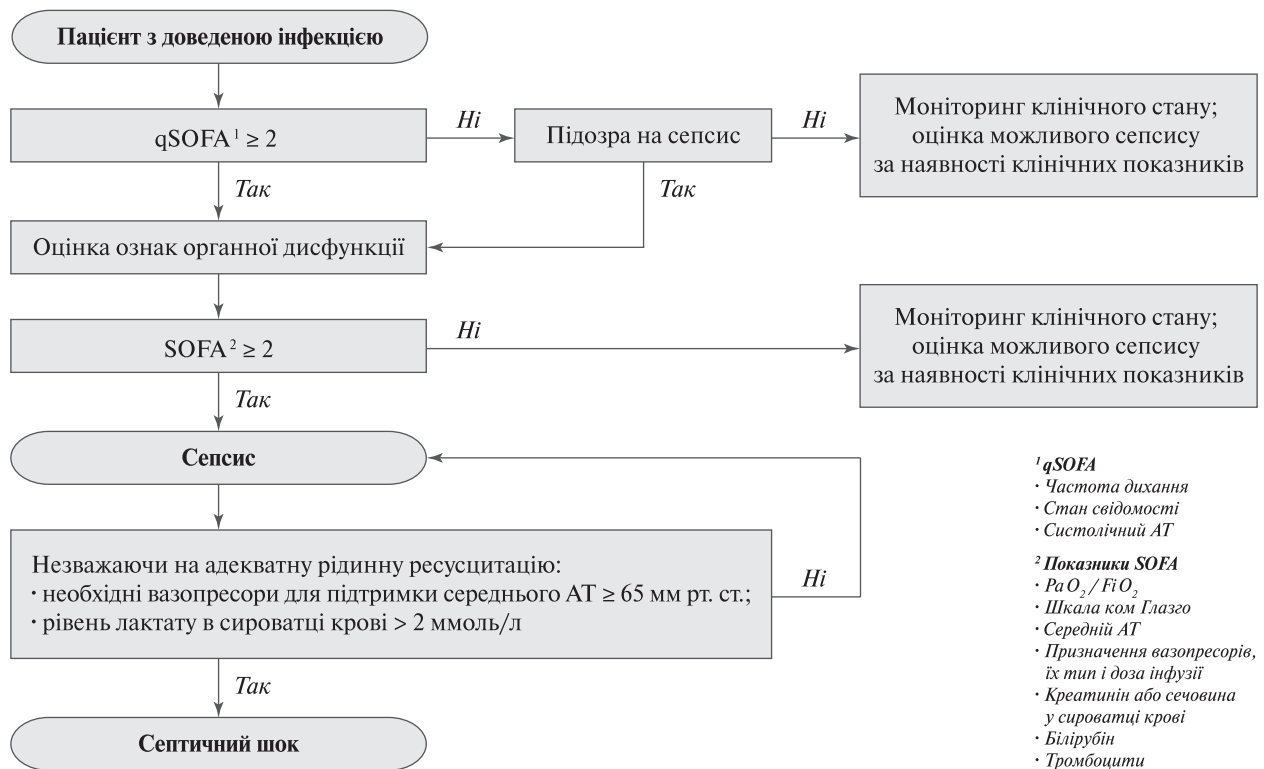 Пацієнт з доведеною інфекцією
qSOFA¹ ≥ 2
Ні
Підозра на сепсис
Ні
Моніторинг клінічного стану;
оцінка можливого сепсису
за наявності клінічних показників
Так
Так
Оцінка ознак органної дисфункції
SOFA² ≥ 2
Ні
Моніторинг клінічного стану;
оцінка можливого сепсису
за наявності клінічних показників
Так
Сепсис
Незважаючи на адекватну рідинну ресусцитацію:
· необхідні вазопресори для підтримки середнього АТ ≥ 65 мм рт. ст.;
· рівень лактату в сироватці крові > 2 ммоль/л
Ні
Так
Септичний шок
¹ qSOFA
· Частота дихання
· Стан свідомості
· Систолічний АТ
² Показники SOFA
· PaO₂ / FiO₂
· Шкала ком Глазго
· Середній АТ
· Призначення вазопресорів,
їх тип і доза інфузії
· Креатинін або сечовина
у сироватці крові
· Білірубін
· Тромбоцити